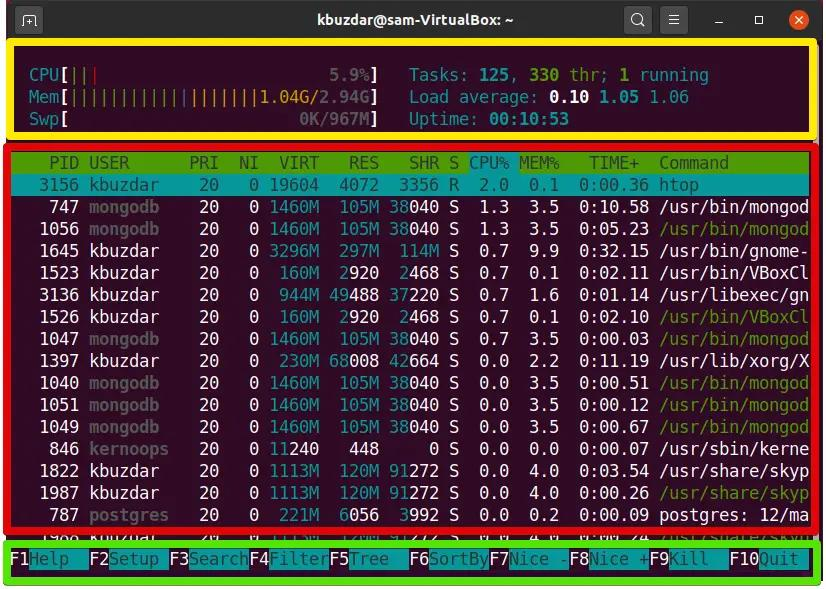 kbuzdar@sam-VirtualBox: ~
CPU[||| 5.9%] Tasks: 125, 330 thr; 1 running
Mem[|||||||||||||||||||1.04G/2.94G] Load average: 0.10 1.05 1.06
Swp[ 0K/967M] Uptime: 00:10:53
PID USER PRI NI VIRT RES SHR S CPU% MEM% TIME+ Command
3156 kbuzdar 20 0 19604 4072 3356 R 2.0 0.1 0:00.36 htop
747 mongodb 20 0 1460M 105M 38040 S 1.3 3.5 0:10.58 /usr/bin/mongod
1056 mongodb 20 0 1460M 105M 38040 S 1.3 3.5 0:05.23 /usr/bin/mongod
1645 kbuzdar 20 0 3296M 297M 114M S 0.7 9.9 0:32.15 /usr/bin/gnome-
1523 kbuzdar 20 0 160M 2920 2468 S 0.7 0.1 0:02.11 /usr/bin/VBoxCl
3136 kbuzdar 20 0 944M 49488 37220 S 0.7 1.6 0:01.14 /usr/libexec/gn
1526 kbuzdar 20 0 160M 2920 2468 S 0.7 0.1 0:02.10 /usr/bin/VBoxCl
1047 mongodb 20 0 1460M 105M 38040 S 0.7 3.5 0:00.03 /usr/bin/mongod
1397 kbuzdar 20 0 230M 68008 42664 S 0.0 2.2 0:11.19 /usr/lib/xorg/X
1040 mongodb 20 0 1460M 105M 38040 S 0.0 3.5 0:00.51 /usr/bin/mongod
1051 mongodb 20 0 1460M 105M 38040 S 0.0 3.5 0:00.12 /usr/bin/mongod
1049 mongodb 20 0 1460M 105M 38040 S 0.0 3.5 0:00.67 /usr/bin/mongod
846 kernoops 20 0 11240 448 0 S 0.0 0.0 0:00.07 /usr/sbin/kerne
1822 kbuzdar 20 0 1113M 120M 91272 S 0.0 4.0 0:03.54 /usr/share/skyp
1987 kbuzdar 20 0 1113M 120M 91272 S 0.0 4.0 0:00.26 /usr/share/skyp
787 postgres 20 0 221M 6056 3992 S 0.0 0.2 0:00.09 postgres: 12/ma
F1Help F2Setup F3SearchF4FilterF5Tree F6SortByF7Nice -F8Nice +F9Kill F10Quit